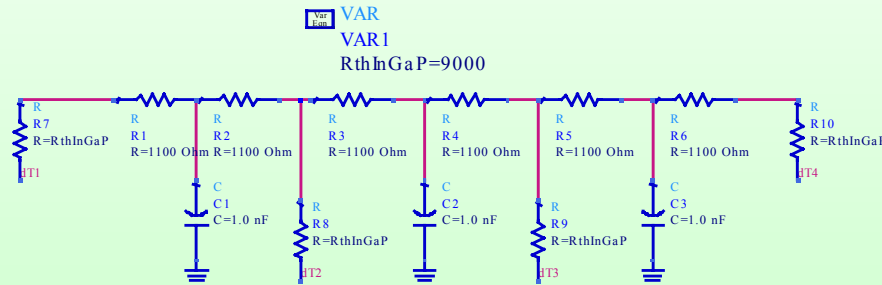 Var
Eqn
VAR
VAR1
RthInGaP=9000
R
R7
R=RthInGaP
dT1
R
R1
R=1100 Ohm
R
R2
R=1100 Ohm
R
R3
R=1100 Ohm
R
R4
R=1100 Ohm
R
R5
R=1100 Ohm
R
R6
R=1100 Ohm
R
R10
R=RthInGaP
dT4
C
C1
C=1.0 nF
R
R8
R=RthInGaP
dT2
C
C2
C=1.0 nF
R
R9
R=RthInGaP
dT3
C
C3
C=1.0 nF